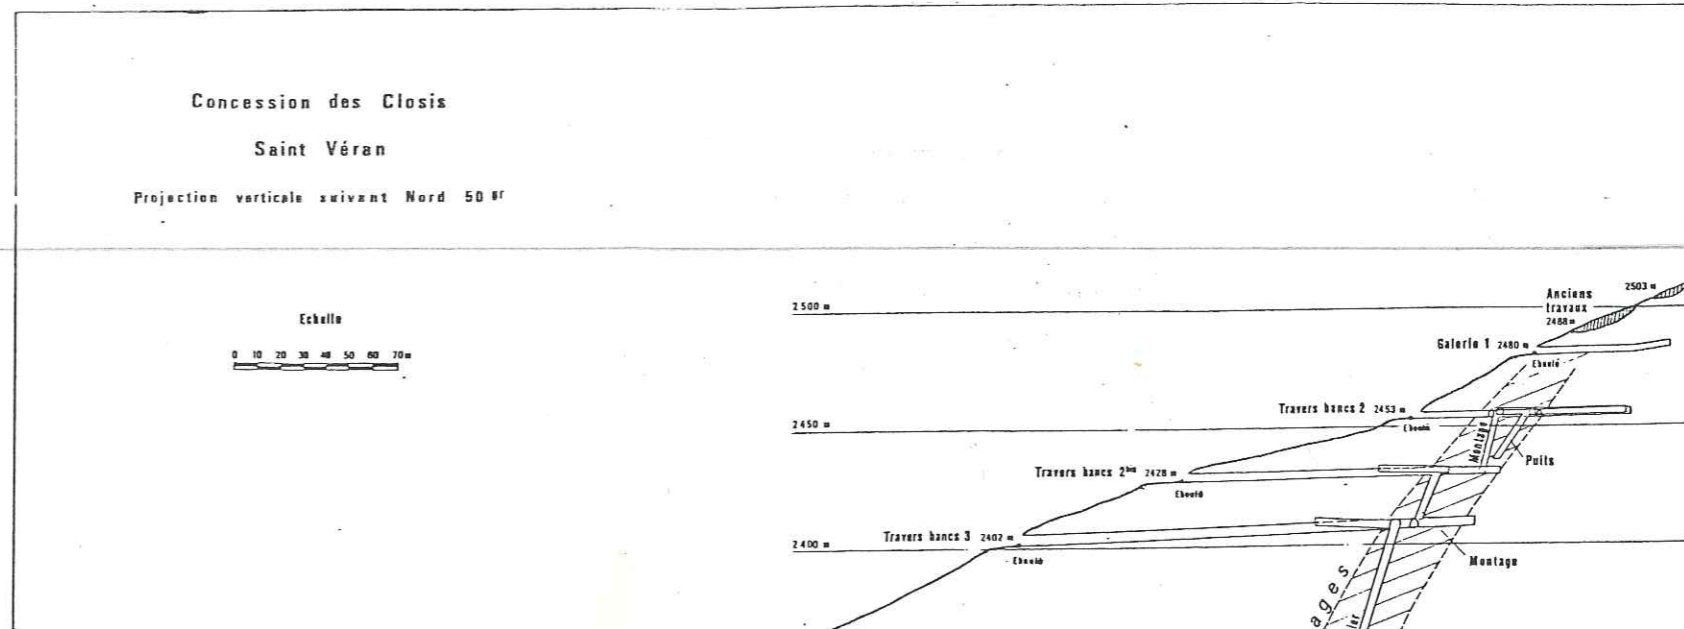 Concession des Closis
Saint Véran
Projection verticale suivant Nord 50 gr
Echelle
0 10 20 30 40 50 60 70 m
2500 m
Anciens
travaux
2503 m
2488 m
Galerie 1 2480 m
Eboulé
Travers bancs 2 2453 m
Eboulé
2450 m
Montage
Puits
Travers bancs 2bis 2428 m
Eboulé
Travers bancs 3 2402 m
Eboulé
2400 m
Montage
ages